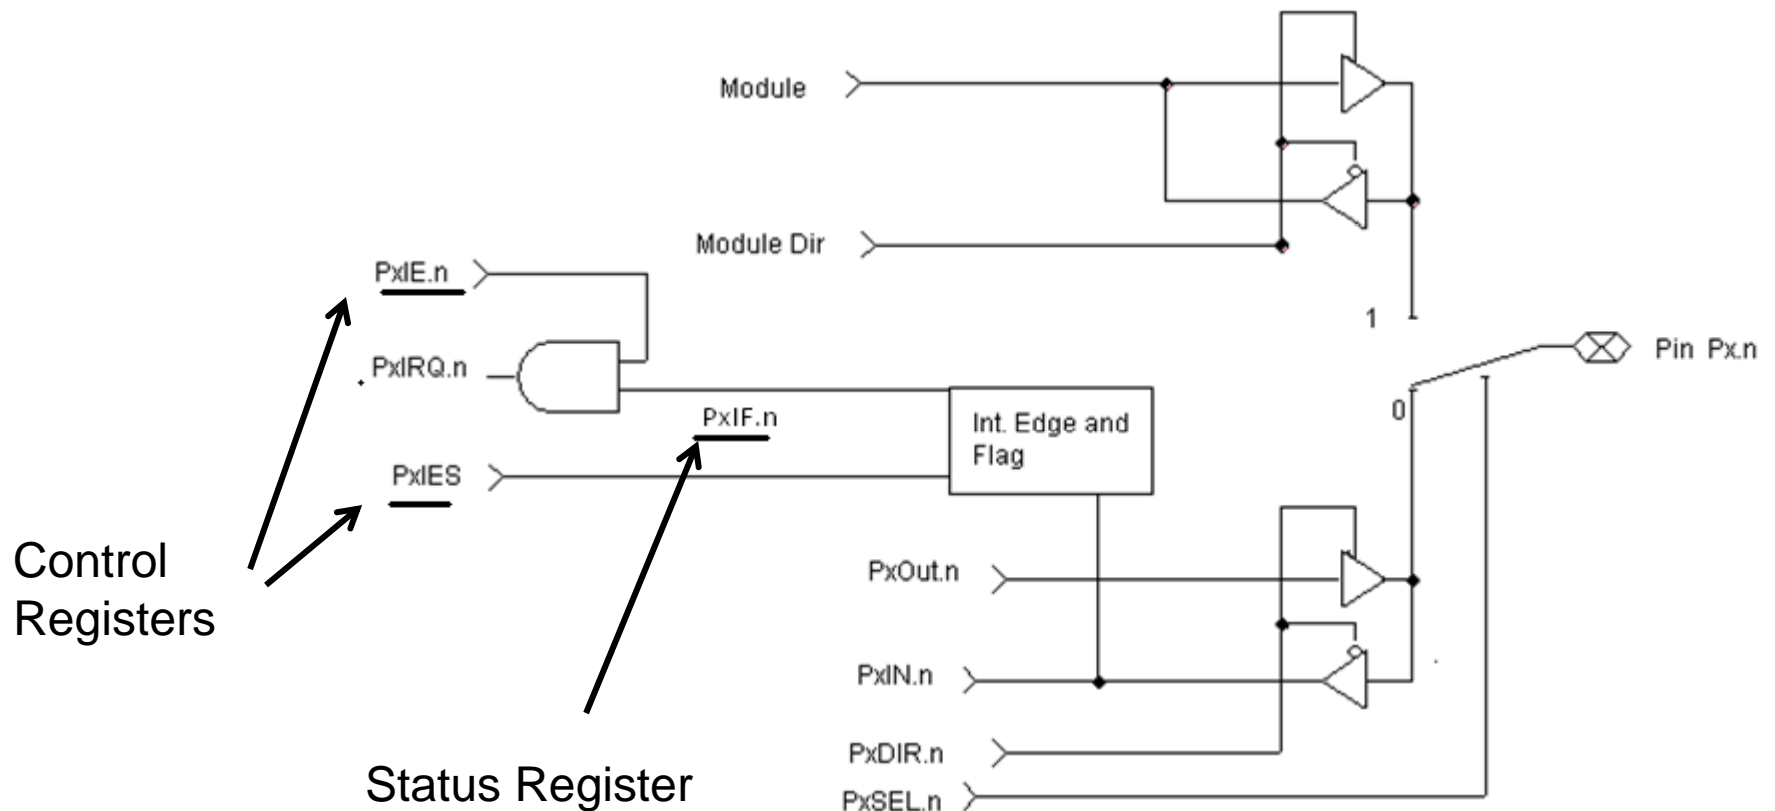 Module
Module Dir
PxIE.n
1
Pin Px.n
PxIRQ.n
0
PxIF.n
Int. Edge and
Flag
PxIES
Control
Registers
PxOut.n
PxIN.n
PxDIR.n
Status Register
PxSEL.n